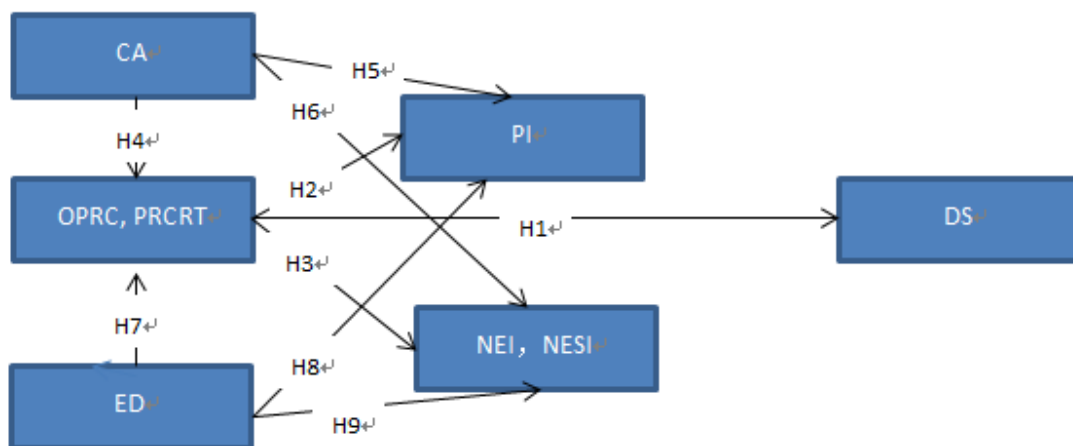 CA
H5
H6
PI
H4
H2
OPRC, PRCRT
H1
DS
H3
H7
NEI，NESI
H8
ED
H9